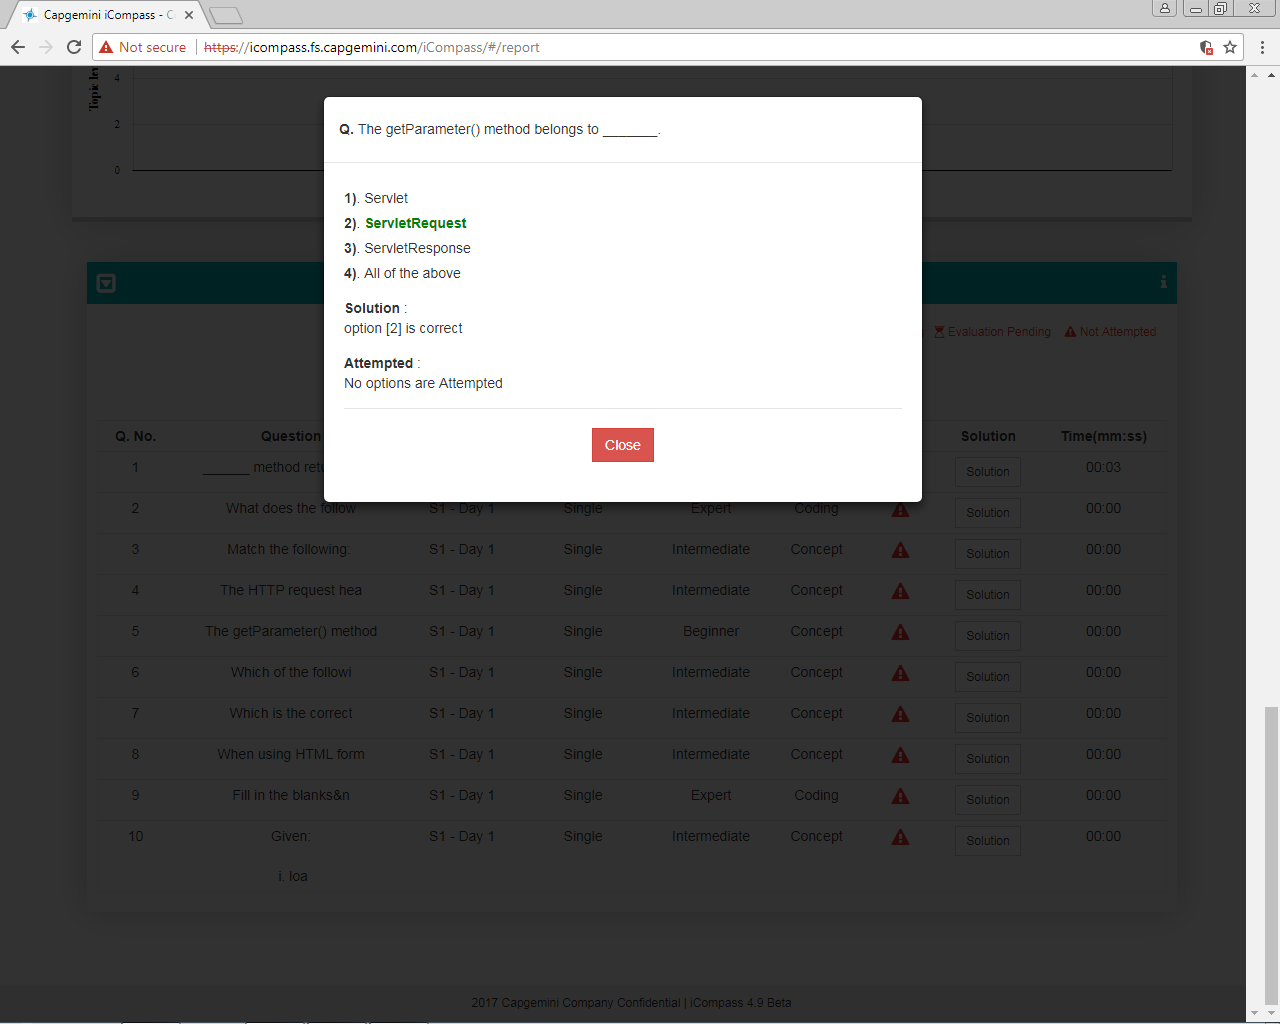 Capgemini iCompass - C
Not secure
https://icompass.fs.capgemini.com/iCompass/#/report
Topic lev
4
2
0
Q. The getParameter() method belongs to _______.
1). Servlet
2). ServletRequest
3). ServletResponse
4). All of the above
Solution :
option [2] is correct
Attempted :
No options are Attempted
Close
Evaluation Pending Not Attempted
Q. No. Question Solution Time(mm:ss)
1 ______ method retu Solution 00:03
2 What does the follow S1 - Day 1 Single Expert Coding Solution 00:00
3 Match the following: S1 - Day 1 Single Intermediate Concept Solution 00:00
4 The HTTP request hea S1 - Day 1 Single Intermediate Concept Solution 00:00
5 The getParameter() method S1 - Day 1 Single Beginner Concept Solution 00:00
6 Which of the followi S1 - Day 1 Single Intermediate Concept Solution 00:00
7 Which is the correct S1 - Day 1 Single Intermediate Concept Solution 00:00
8 When using HTML form S1 - Day 1 Single Intermediate Concept Solution 00:00
9 Fill in the blanks&n S1 - Day 1 Single Expert Coding Solution 00:00
10 Given: S1 - Day 1 Single Intermediate Concept Solution 00:00
i. loa
2017 Capgemini Company Confidential | iCompass 4.9 Beta